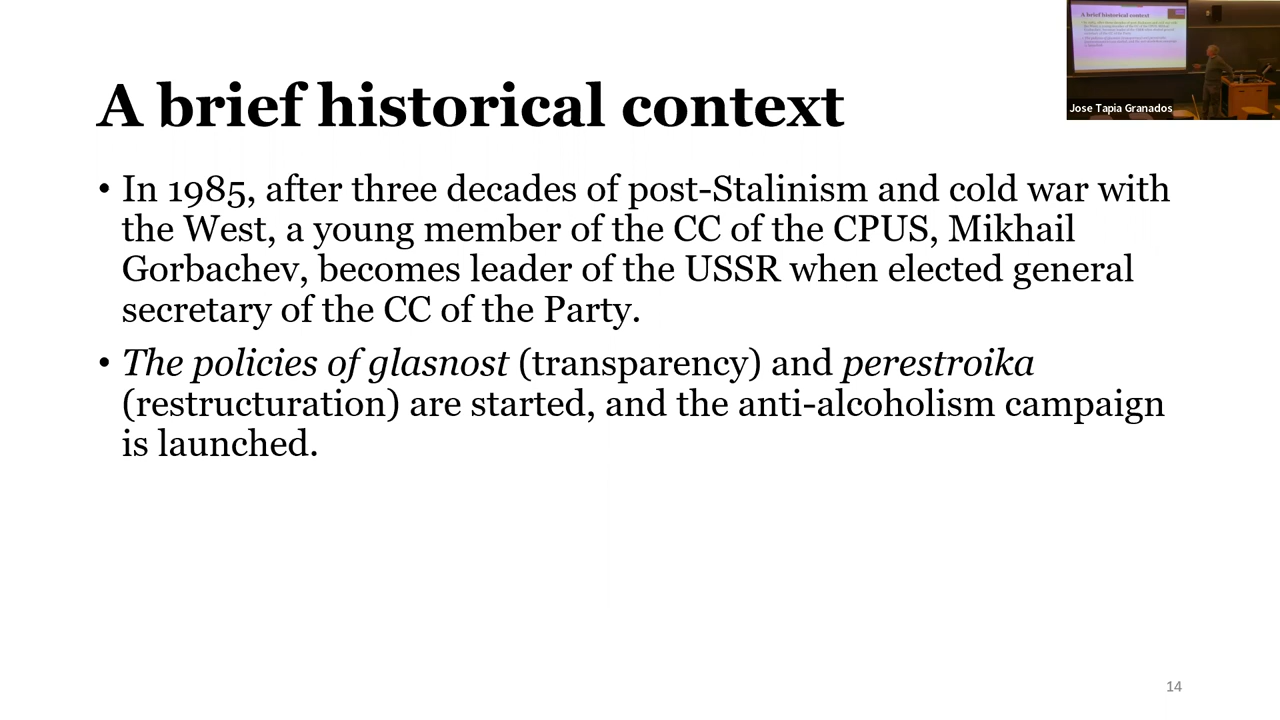 A brief historical context
Jose Tapia Granados
• In 1985, after three decades of post-Stalinism and cold war with
the West, a young member of the CC of the CPUS, Mikhail
Gorbachev, becomes leader of the USSR when elected general
secretary of the CC of the Party.
• The policies of glasnost (transparency) and perestroika
(restructuration) are started, and the anti-alcoholism campaign
is launched.
14